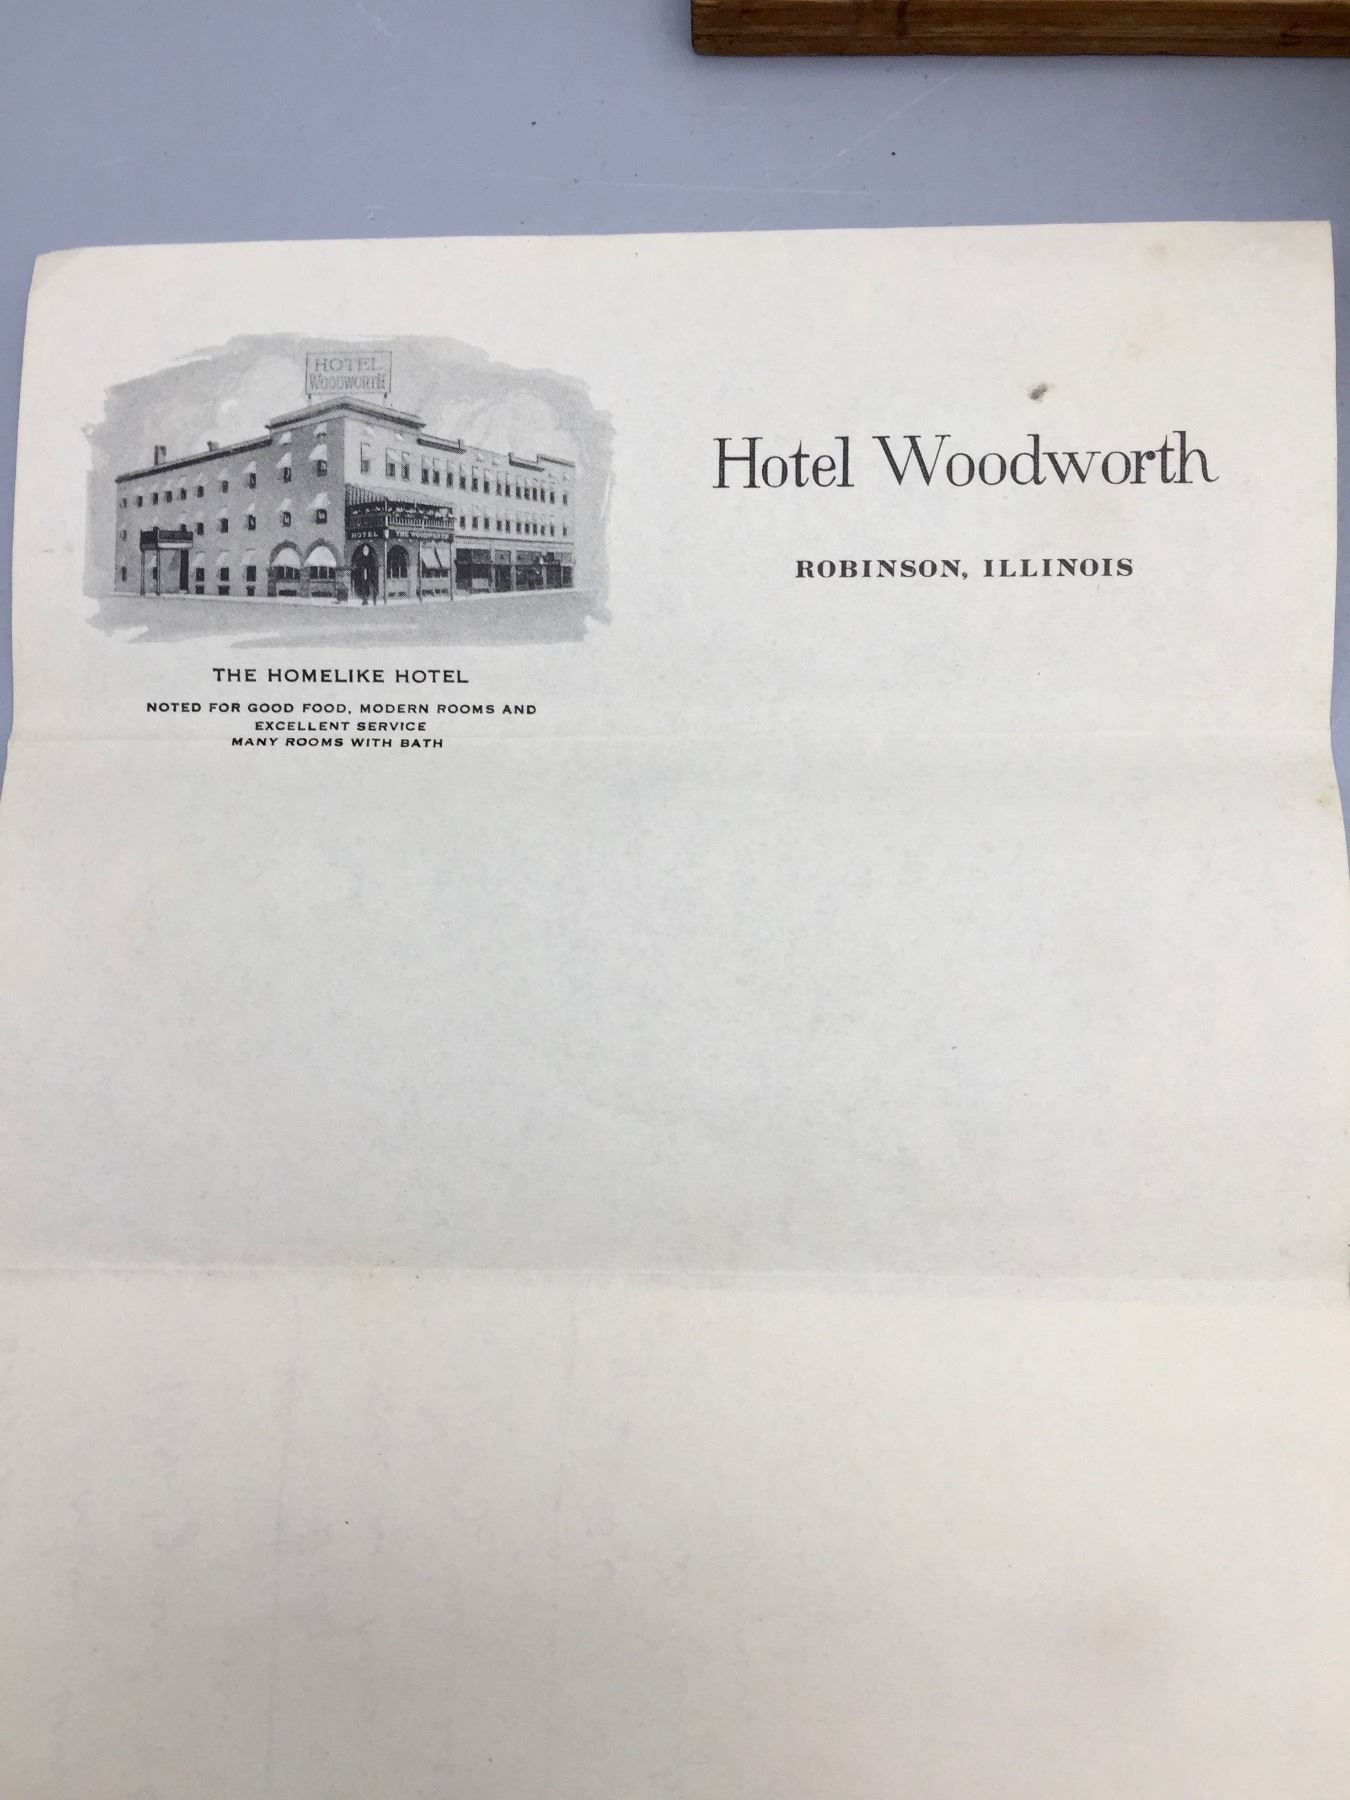 HOTEL
WOODWORTH
HOTEL THE WOODWORTH
Hotel Woodworth
ROBINSON, ILLINOIS
THE HOMELIKE HOTEL
NOTED FOR GOOD FOOD, MODERN ROOMS AND
EXCELLENT SERVICE
MANY ROOMS WITH BATH